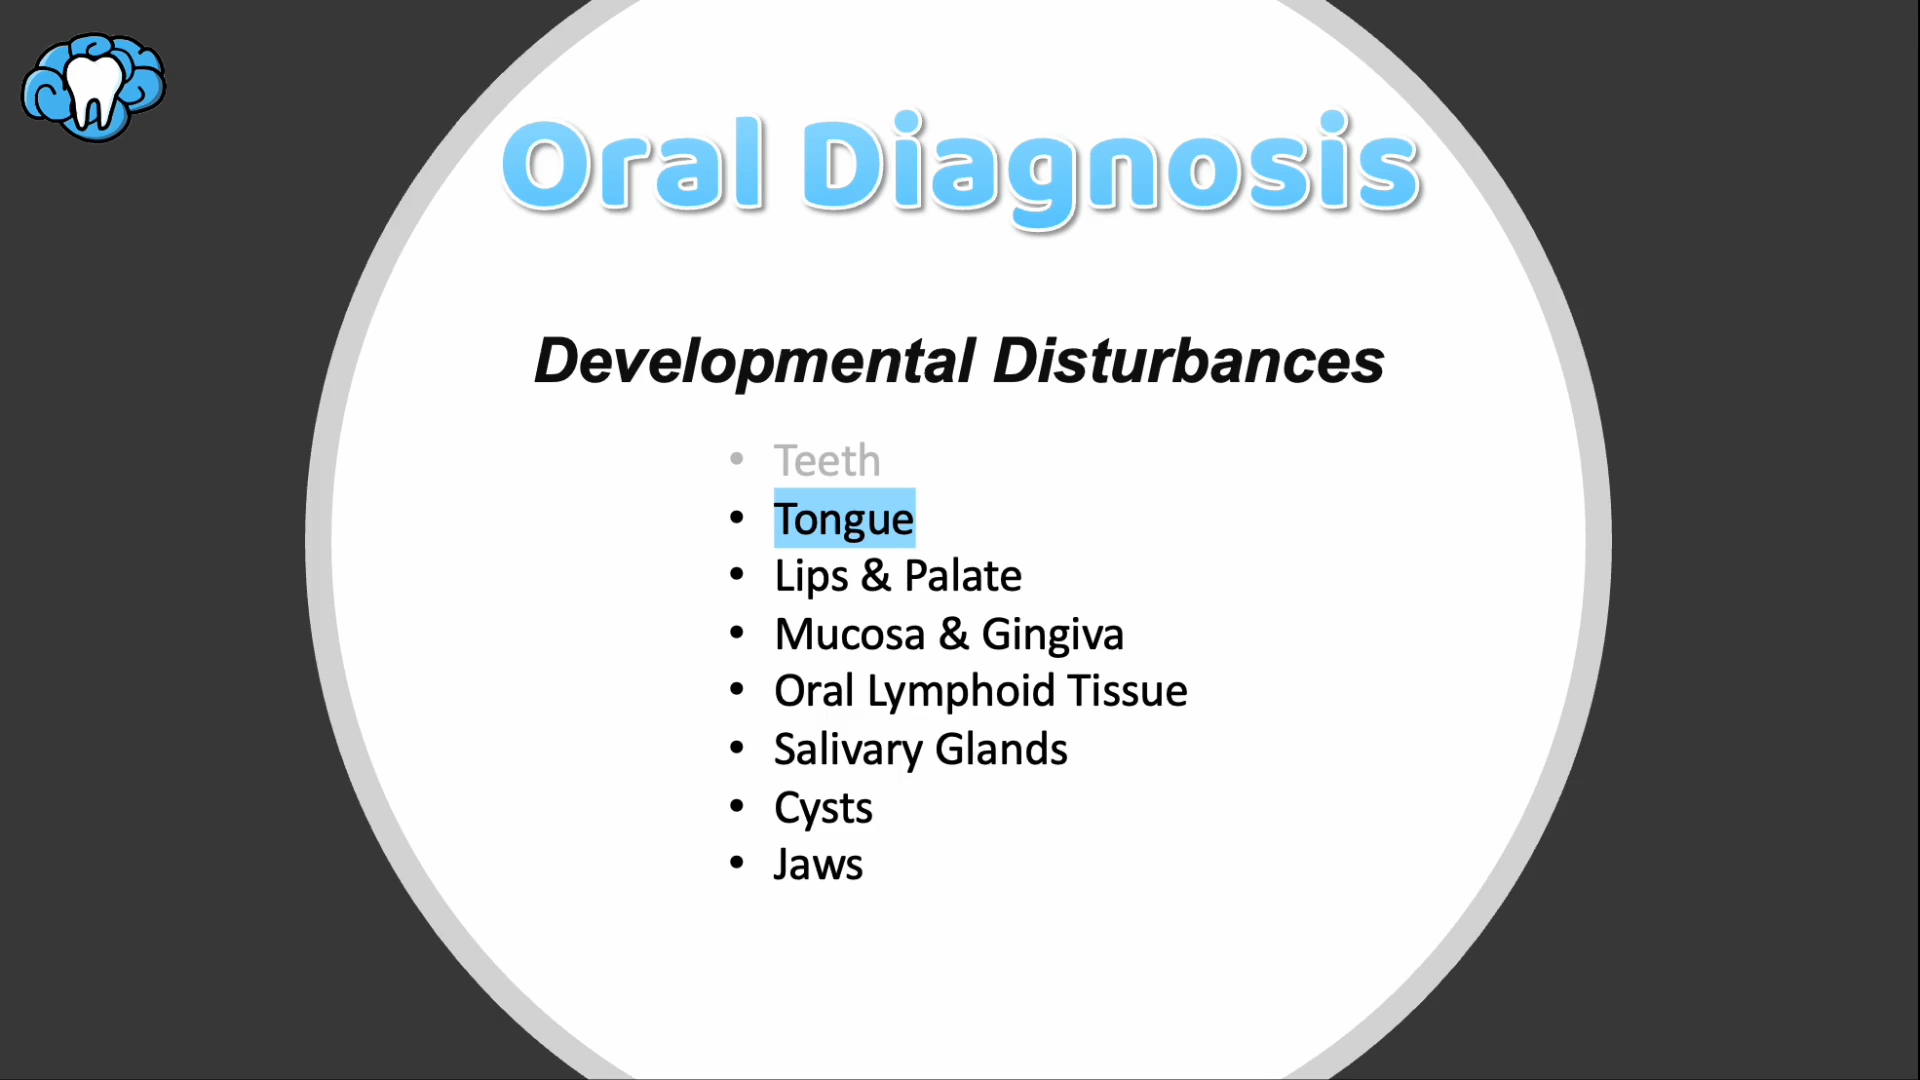 Oral Diagnosis
Developmental Disturbances
• Teeth
• Tongue
• Lips & Palate
• Mucosa & Gingiva
• Oral Lymphoid Tissue
• Salivary Glands
• Cysts
• Jaws